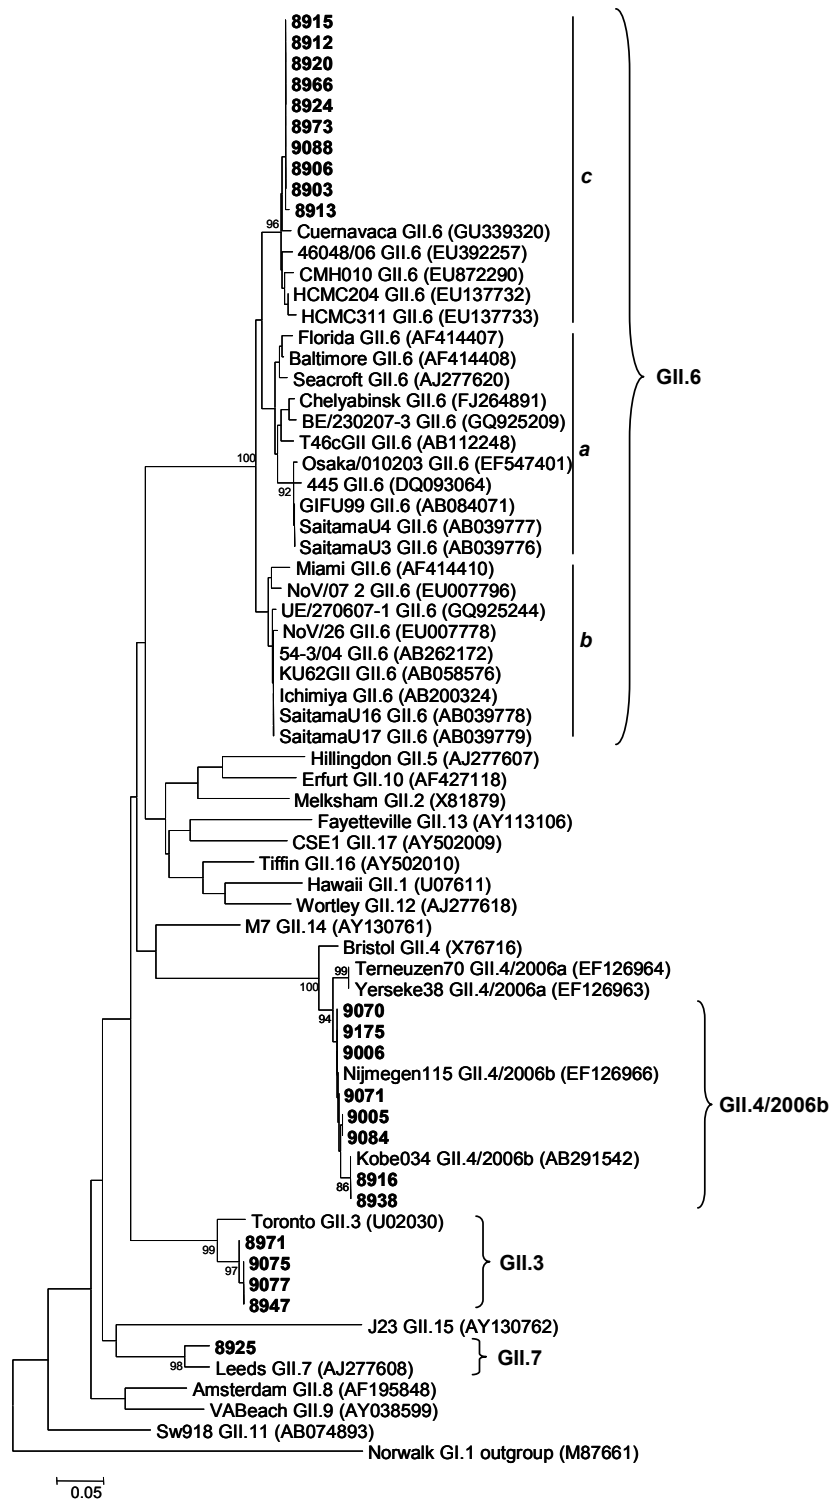 8915
8912
8920
8966
8924
8973
9088
8906
8903
8913
c
96
Cuernavaca GII.6 (GU339320)
46048/06 GII.6 (EU392257)
CMH010 GII.6 (EU872290)
HCMC204 GII.6 (EU137732)
HCMC311 GII.6 (EU137733)
Florida GII.6 (AF414407)
Baltimore GII.6 (AF414408)
Seacroft GII.6 (AJ277620)
GII.6
Chelyabinsk GII.6 (FJ264891)
BE/230207-3 GII.6 (GQ925209)
T46cGII GII.6 (AB112248)
a
100
Osaka/010203 GII.6 (EF547401)
445 GII.6 (DQ093064)
92
GIFU99 GII.6 (AB084071)
SaitamaU4 GII.6 (AB039777)
SaitamaU3 GII.6 (AB039776)
Miami GII.6 (AF414410)
NoV/07 2 GII.6 (EU007796)
UE/270607-1 GII.6 (GQ925244)
NoV/26 GII.6 (EU007778)
b
54-3/04 GII.6 (AB262172)
KU62GII GII.6 (AB058576)
Ichimiya GII.6 (AB200324)
SaitamaU16 GII.6 (AB039778)
SaitamaU17 GII.6 (AB039779)
Hillingdon GII.5 (AJ277607)
Erfurt GII.10 (AF427118)
Melksham GII.2 (X81879)
Fayetteville GII.13 (AY113106)
CSE1 GII.17 (AY502009)
Tiffin GII.16 (AY502010)
Hawaii GII.1 (U07611)
Wortley GII.12 (AJ277618)
M7 GII.14 (AY130761)
Bristol GII.4 (X76716)
99
Terneuzen70 GII.4/2006a (EF126964)
100
Yerseke38 GII.4/2006a (EF126963)
9070
94
9175
9006
Nijmegen115 GII.4/2006b (EF126966)
9071
GII.4/2006b
9005
9084
Kobe034 GII.4/2006b (AB291542)
8916
86
8938
Toronto GII.3 (U02030)
8971
99
9075
97
GII.3
9077
8947
J23 GII.15 (AY130762)
8925
GII.7
98
Leeds GII.7 (AJ277608)
Amsterdam GII.8 (AF195848)
VABeach GII.9 (AY038599)
Sw918 GII.11 (AB074893)
Norwalk GI.1 outgroup (M87661)
0.05